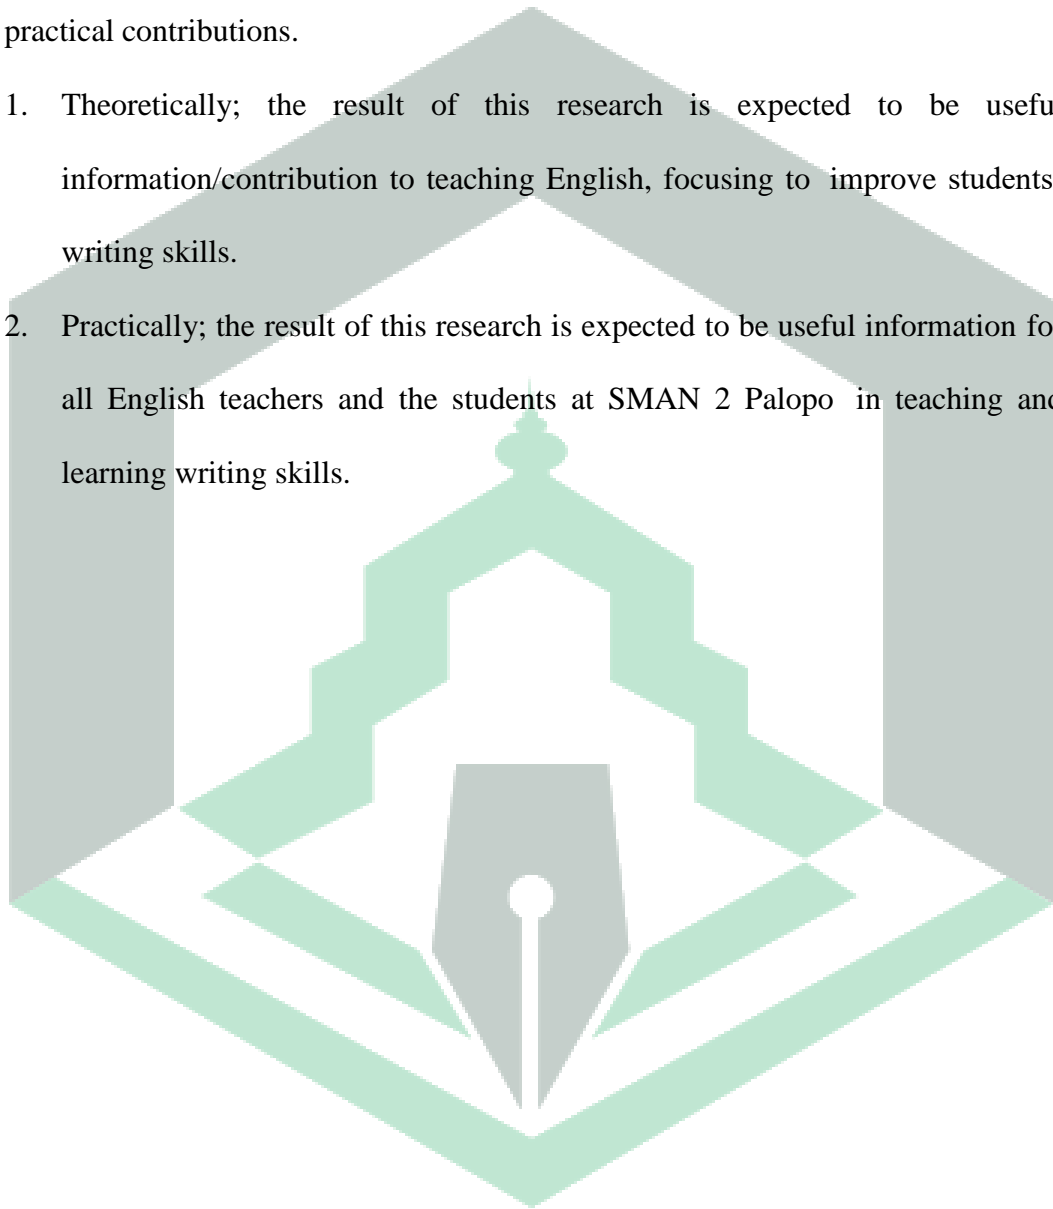 practical contributions.
1. Theoretically; the result of this research is expected to be usefu
information/contribution to teaching English, focusing to improve students
writing skills.
2. Practically; the result of this research is expected to be useful information fo
all English teachers and the students at SMAN 2 Palopo in teaching and
learning writing skills.